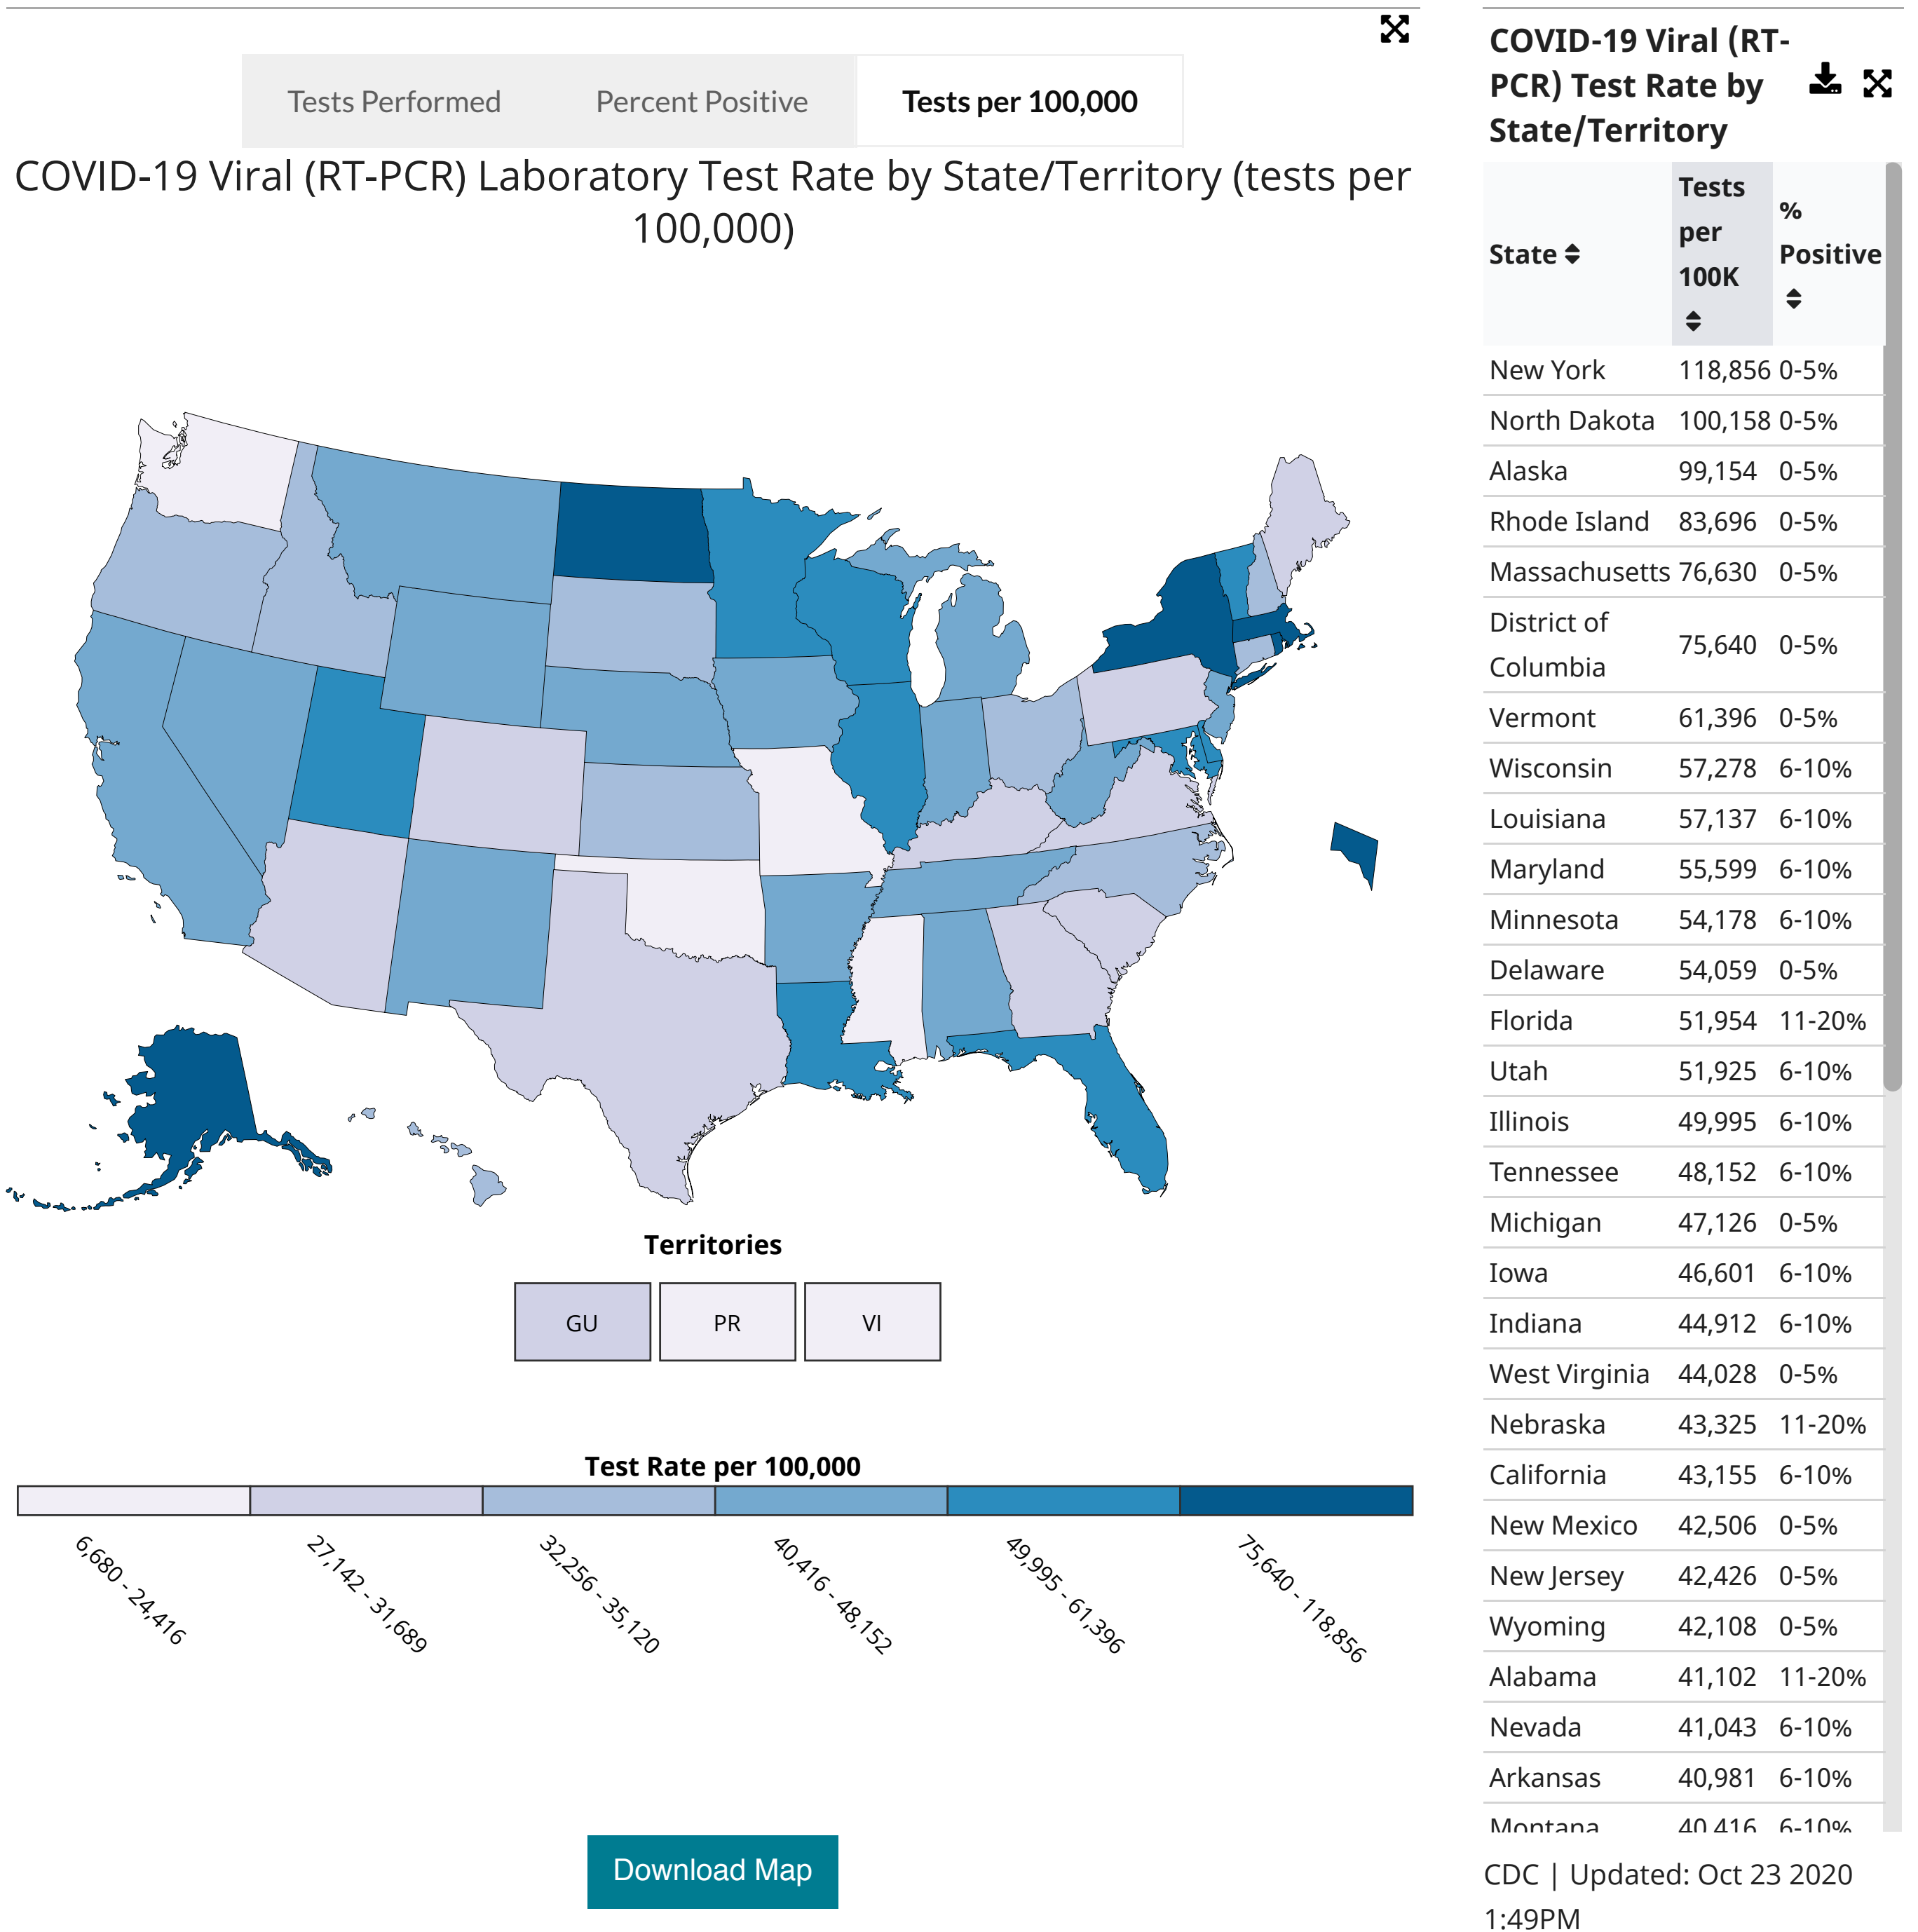 Tests Performed
Percent Positive
Tests per 100,000
COVID-19 Viral (RT-PCR) Laboratory Test Rate by State/Territory (tests per
100,000)
Territories
GU
PR
VI
Test Rate per 100,000
6,680 - 24,416
27,142 - 31,689
32,256 - 35,120
40,416 - 48,152
49,995 - 61,396
75,640 - 118,856
Download Map
COVID-19 Viral (RT-
PCR) Test Rate by
State/Territory
State
Tests
per
100K
%
Positive
New York 118,856 0-5%
North Dakota 100,158 0-5%
Alaska 99,154 0-5%
Rhode Island 83,696 0-5%
Massachusetts 76,630 0-5%
District of
Columbia 75,640 0-5%
Vermont 61,396 0-5%
Wisconsin 57,278 6-10%
Louisiana 57,137 6-10%
Maryland 55,599 6-10%
Minnesota 54,178 6-10%
Delaware 54,059 0-5%
Florida 51,954 11-20%
Utah 51,925 6-10%
Illinois 49,995 6-10%
Tennessee 48,152 6-10%
Michigan 47,126 0-5%
Iowa 46,601 6-10%
Indiana 44,912 6-10%
West Virginia 44,028 0-5%
Nebraska 43,325 11-20%
California 43,155 6-10%
New Mexico 42,506 0-5%
New Jersey 42,426 0-5%
Wyoming 42,108 0-5%
Alabama 41,102 11-20%
Nevada 41,043 6-10%
Arkansas 40,981 6-10%
Montana 40,416 6-10%
CDC | Updated: Oct 23 2020
1:49PM